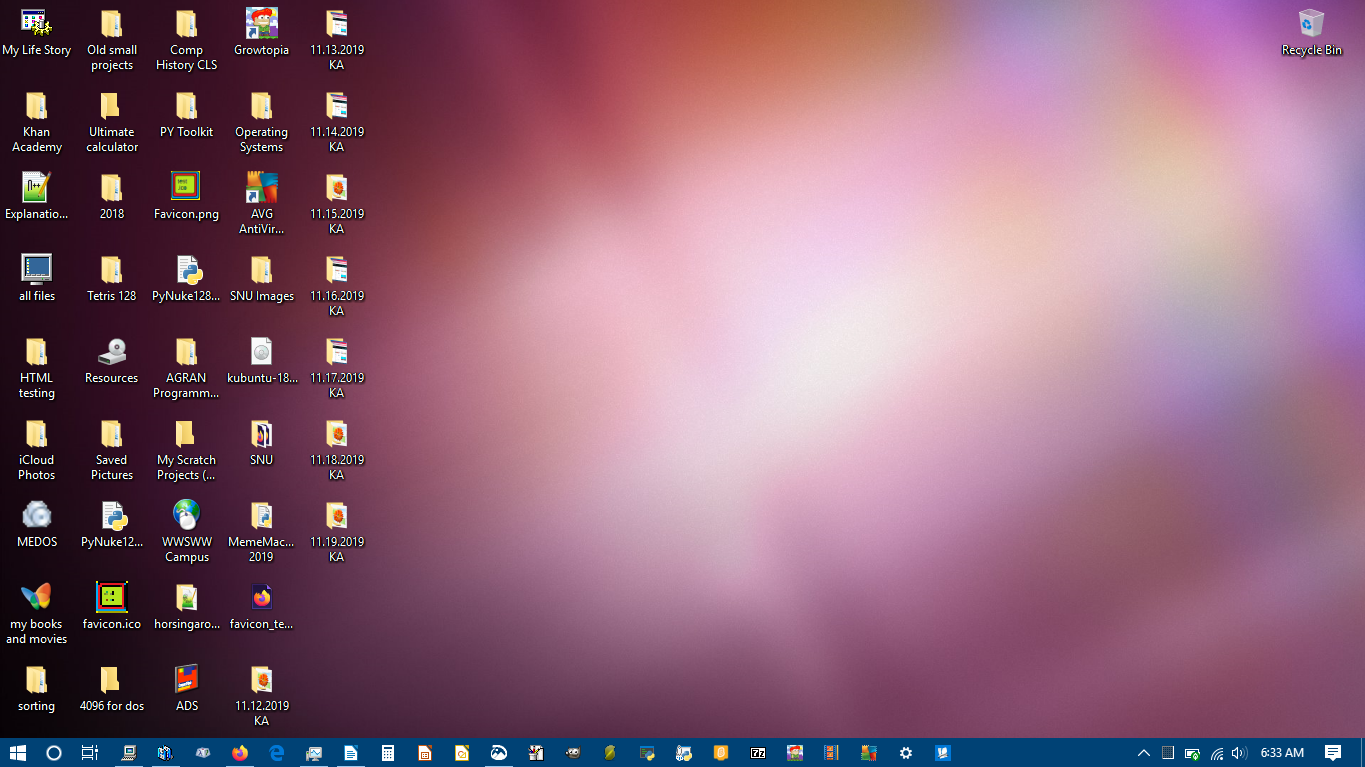 My Life Story
Old small
projects
Comp
History CLS
Growtopia
11.13.2019
KA
Recycle Bin
Khan
Academy
Ultimate
calculator
PY Toolkit
Operating
Systems
11.14.2019
KA
Explanatio...
2018
Favicon.png
AVG
AntiVir...
11.15.2019
KA
all files
Tetris 128
PyNuke128...
SNU Images
11.16.2019
KA
HTML
testing
Resources
AGRAN
Programm...
kubuntu-18...
11.17.2019
KA
iCloud
Photos
Saved
Pictures
My Scratch
Projects (...
SNU
11.18.2019
KA
MEDOS
PyNuke12...
WWSWW
Campus
MemeMac...
2019
11.19.2019
KA
my books
and movies
favicon.ico
horsingaro...
favicon_te...
sorting
4096 for dos
ADS
11.12.2019
KA
7z
6:33 AM